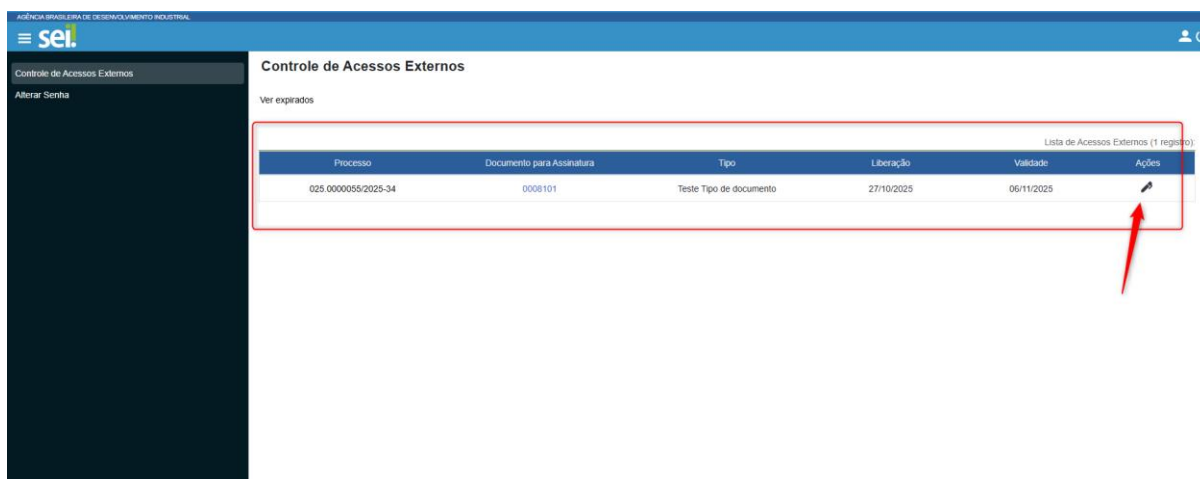 AGÊNCIA BRASILEIRA DE DESENVOLVIMENTO INDUSTRIAL
sei!
Controle de Acessos Externos
Alterar Senha
Controle de Acessos Externos
Ver expirados
Lista de Acessos Externos (1 registro):
Processo Documento para Assinatura Tipo Liberação Validade Ações
025.0000055/2025-34 0008101 Teste Tipo de documento 27/10/2025 06/11/2025